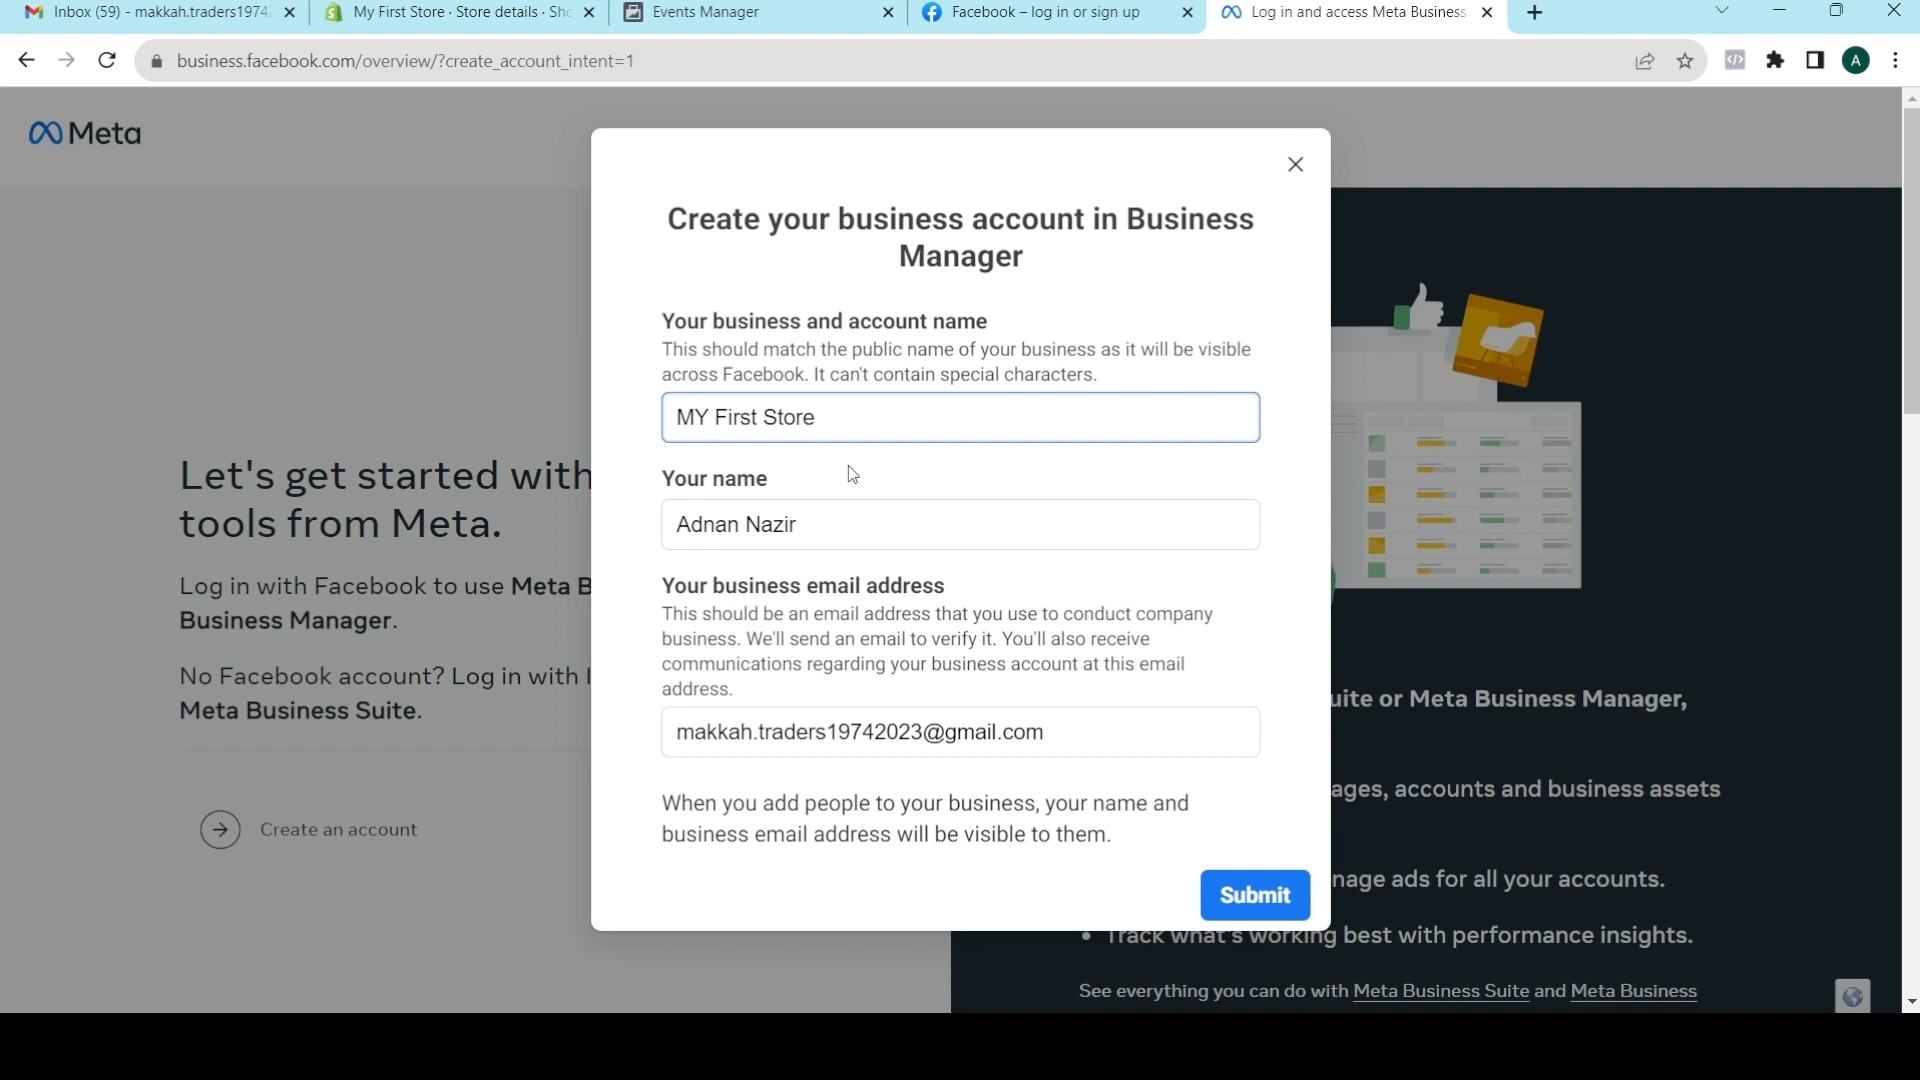 Inbox (59) - makkah.traders1974
My First Store · Store details · Sh
Events Manager
Facebook – log in or sign up
Log in and access Meta Business
business.facebook.com/overview/?create_account_intent=1
A
Meta
Create your business account in Business
Manager
Your business and account name
This should match the public name of your business as it will be visible
across Facebook. It can't contain special characters.
MY First Store
Your name
Adnan Nazir
Your business email address
This should be an email address that you use to conduct company
business. We'll send an email to verify it. You'll also receive
communications regarding your business account at this email
address.
makkah.traders19742023@gmail.com
When you add people to your business, your name and
business email address will be visible to them.
Submit
Let's get started with
tools from Meta.
Log in with Facebook to use Meta B
Business Manager.
No Facebook account? Log in with I
Meta Business Suite.
Create an account
uite or Meta Business Manager,
ages, accounts and business assets
nage ads for all your accounts.
• Track what's working best with performance insights.
See everything you can do with Meta Business Suite and Meta Business